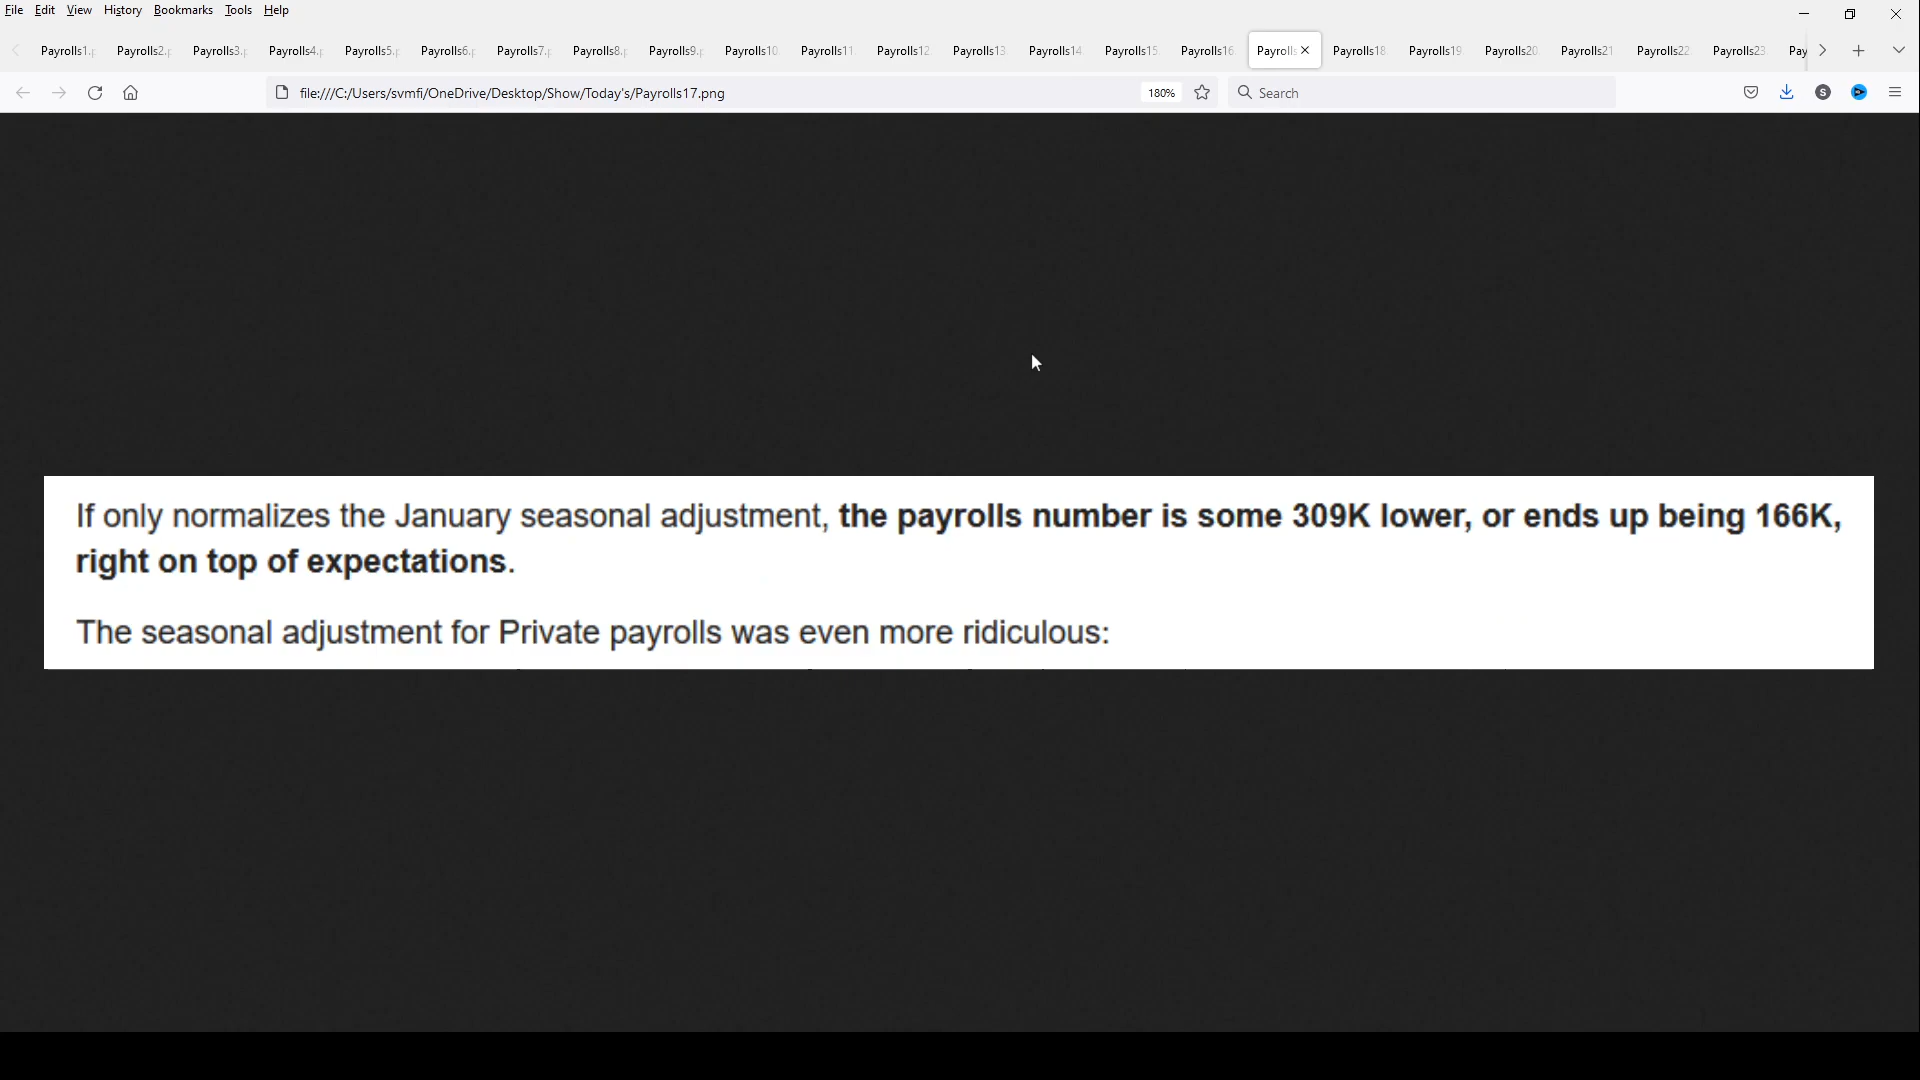 File Edit View History Bookmarks Tools Help
Payrolls1. Payrolls2. Payrolls3. Payrolls4. Payrolls5. Payrolls6. Payrolls7. Payrolls8. Payrolls9. Payrolls10 Payrolls11 Payrolls12 Payrolls13 Payrolls14 Payrolls15 Payrolls16 Payrolls Payrolls18 Payrolls19 Payrolls20 Payrolls21 Payrolls22 Payrolls23 Pay
file:///C:/Users/svmfi/OneDrive/Desktop/Show/Today's/Payrolls17.png 180% Search S
If only normalizes the January seasonal adjustment, the payrolls number is some 309K lower, or ends up being 166K,
right on top of expectations.
The seasonal adjustment for Private payrolls was even more ridiculous: